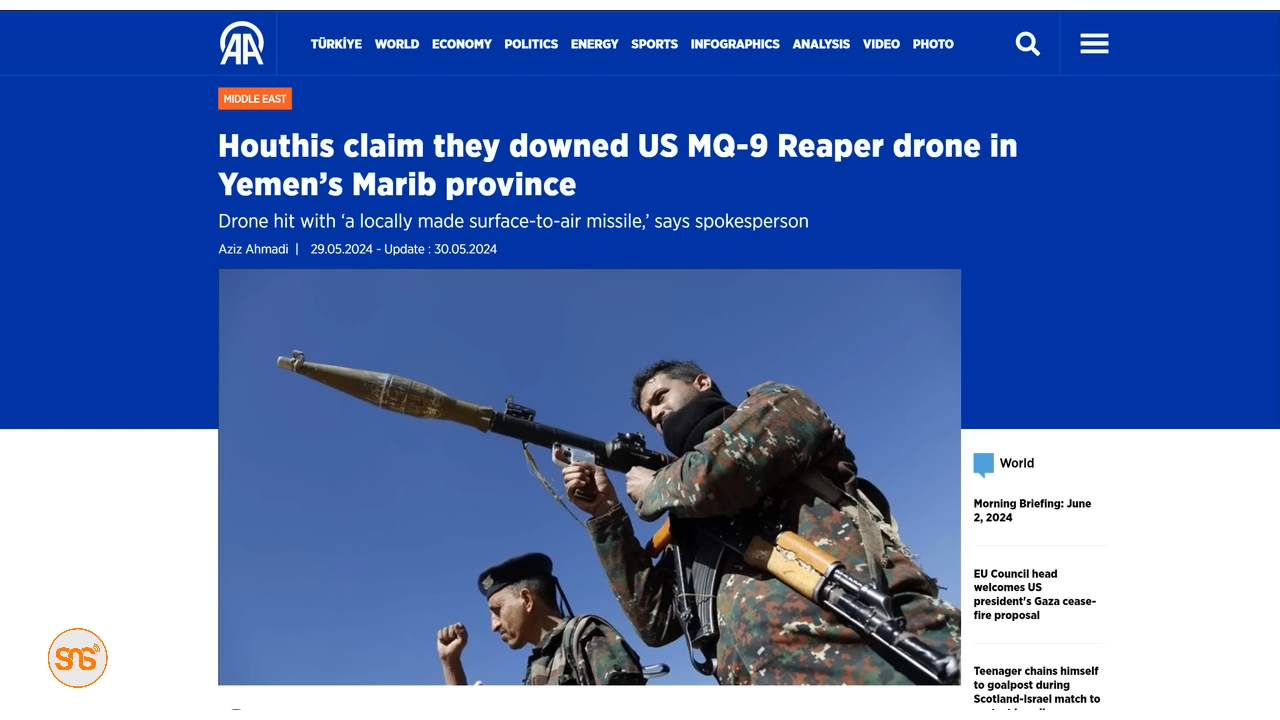 AA
TÜRKİYE WORLD ECONOMY POLITICS ENERGY SPORTS INFOGRAPHICS ANALYSIS VIDEO PHOTO
MIDDLE EAST
Houthis claim they downed US MQ-9 Reaper drone in
Yemen’s Marib province
Drone hit with ‘a locally made surface-to-air missile,’ says spokesperson
Aziz Ahmadi | 29.05.2024 - Update : 30.05.2024
World
Morning Briefing: June
2, 2024
EU Council head
welcomes US
president's Gaza cease-
fire proposal
Teenager chains himself
to goalpost during
Scotland-Israel match to
sns